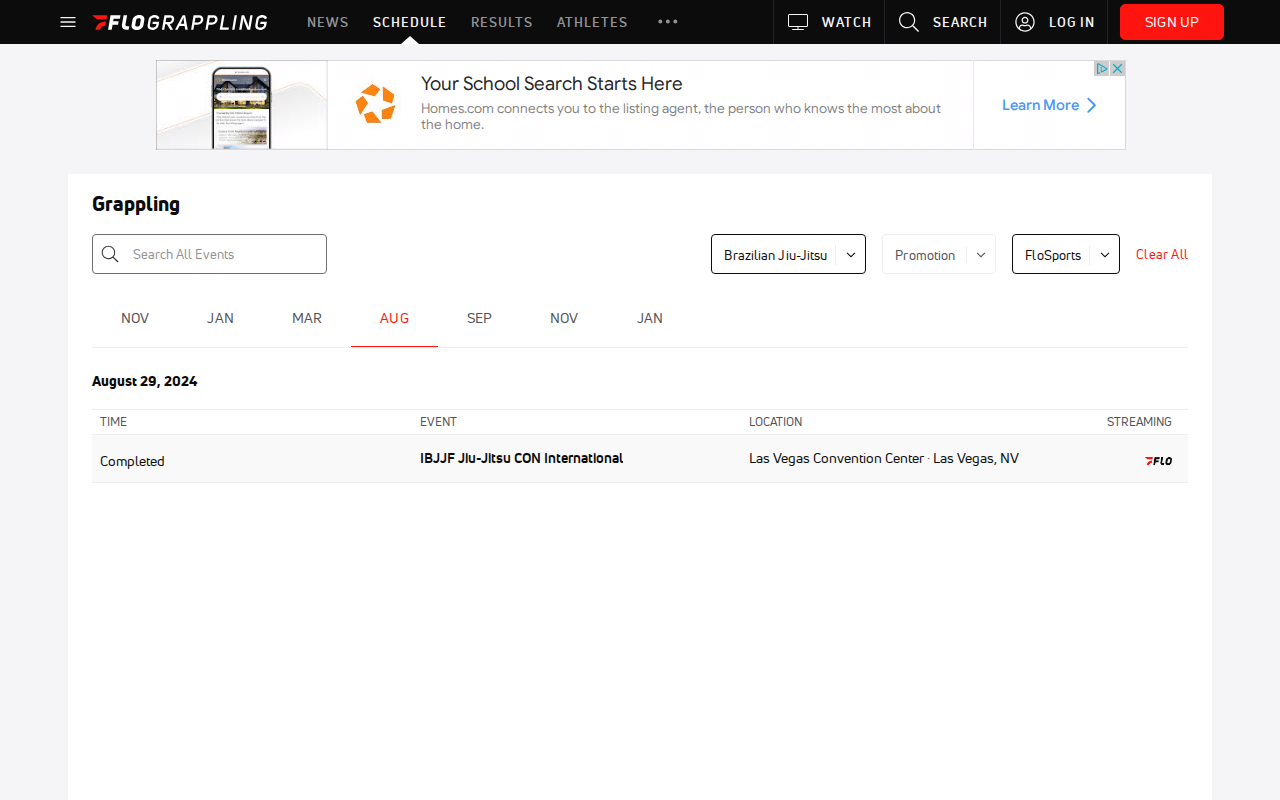 FLOGRAPPLING NEWS SCHEDULE RESULTS ATHLETES ••• WATCH SEARCH LOG IN SIGN UP
Your School Search Starts Here
Homes.com connects you to the listing agent, the person who knows the most about
the home.
Learn More
Grappling
Search All Events
Brazilian Jiu-Jitsu Promotion FloSports Clear All
NOV JAN MAR AUG SEP NOV JAN
August 29, 2024
TIME EVENT LOCATION STREAMING
Completed IBJJF Jiu-Jitsu CON International Las Vegas Convention Center · Las Vegas, NV FLO